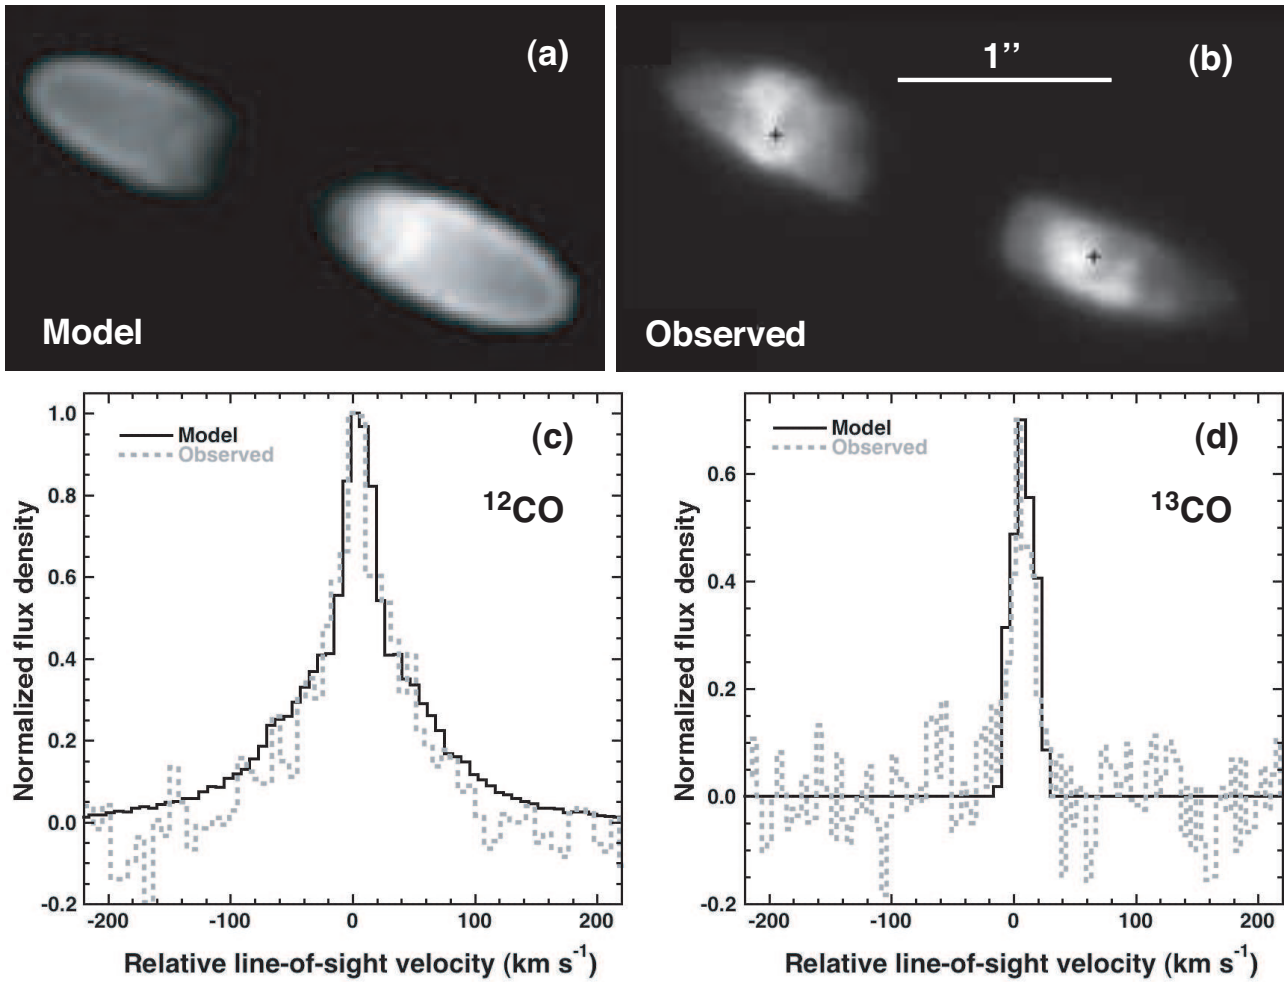 (a)
Model
1’’
(b)
Observed
Model
Observed
(c)
¹²CO
1.0
0.8
0.6
0.4
0.2
0.0
-0.2
Normalized flux density
-200 -100 0 100 200
Relative line-of-sight velocity (km s⁻¹)
Model
Observed
(d)
¹³CO
0.6
0.4
0.2
0.0
-0.2
Normalized flux density
-200 -100 0 100 200
Relative line-of-sight velocity (km s⁻¹)